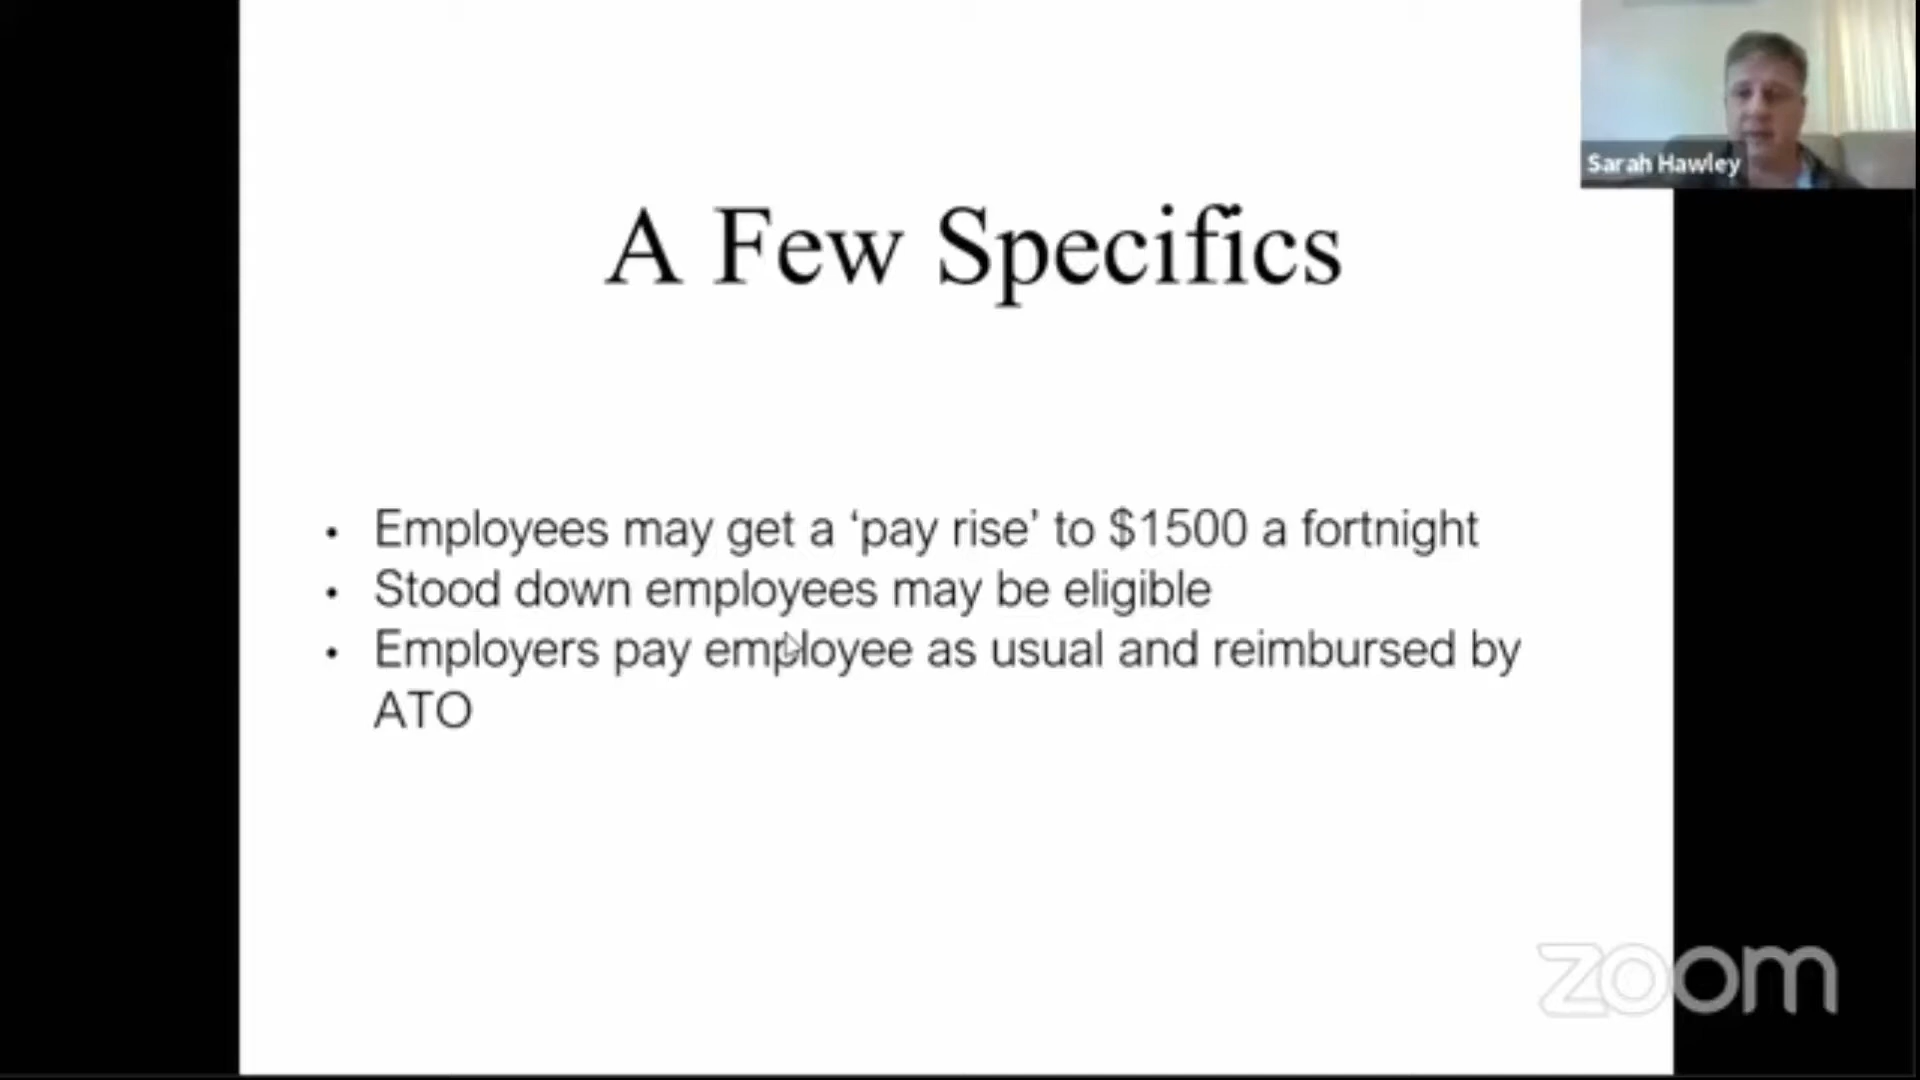 Sarah Hawley
A Few Specifics
• Employees may get a ‘pay rise’ to $1500 a fortnight
• Stood down employees may be eligible
• Employers pay employee as usual and reimbursed by
ATO
zoom